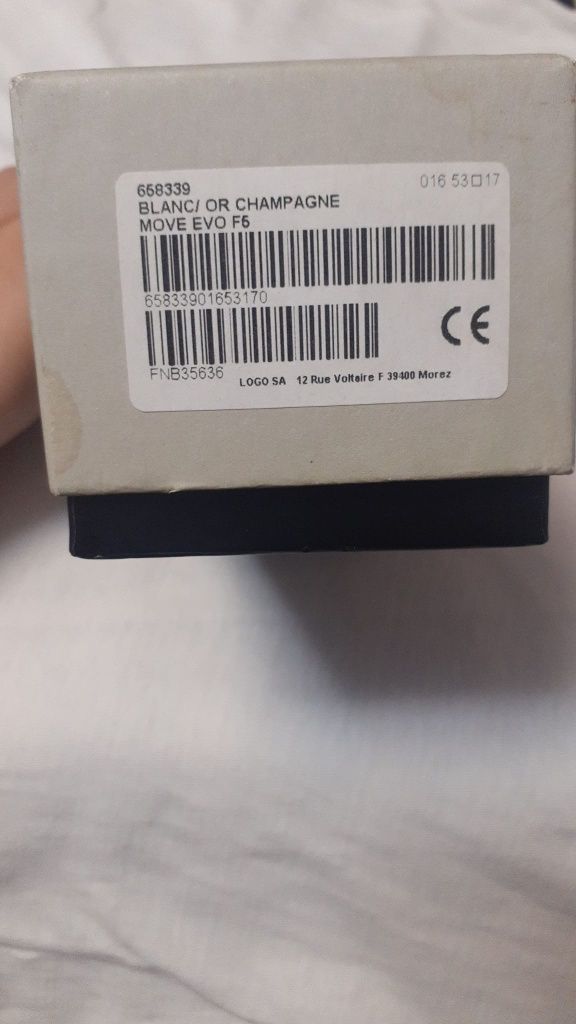 658339
016 53□17
BLANC/ OR CHAMPAGNE
MOVE EVO F5
65833901653170
FNB35636
LOGO SA 12 Rue Voltaire F 39400 Morez
CE